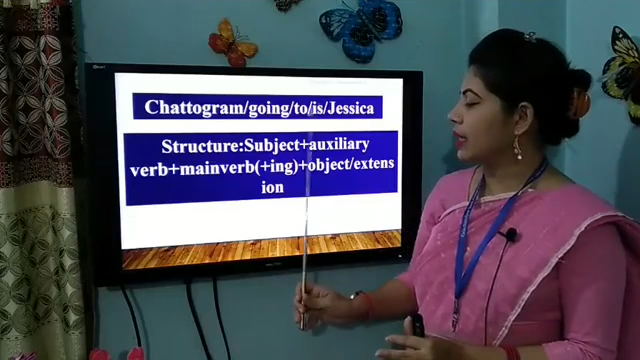 Chattogram/going/to/is/Jessica
Structure:Subject+auxiliary
verb+mainverb(+ing)+object/extens
ion